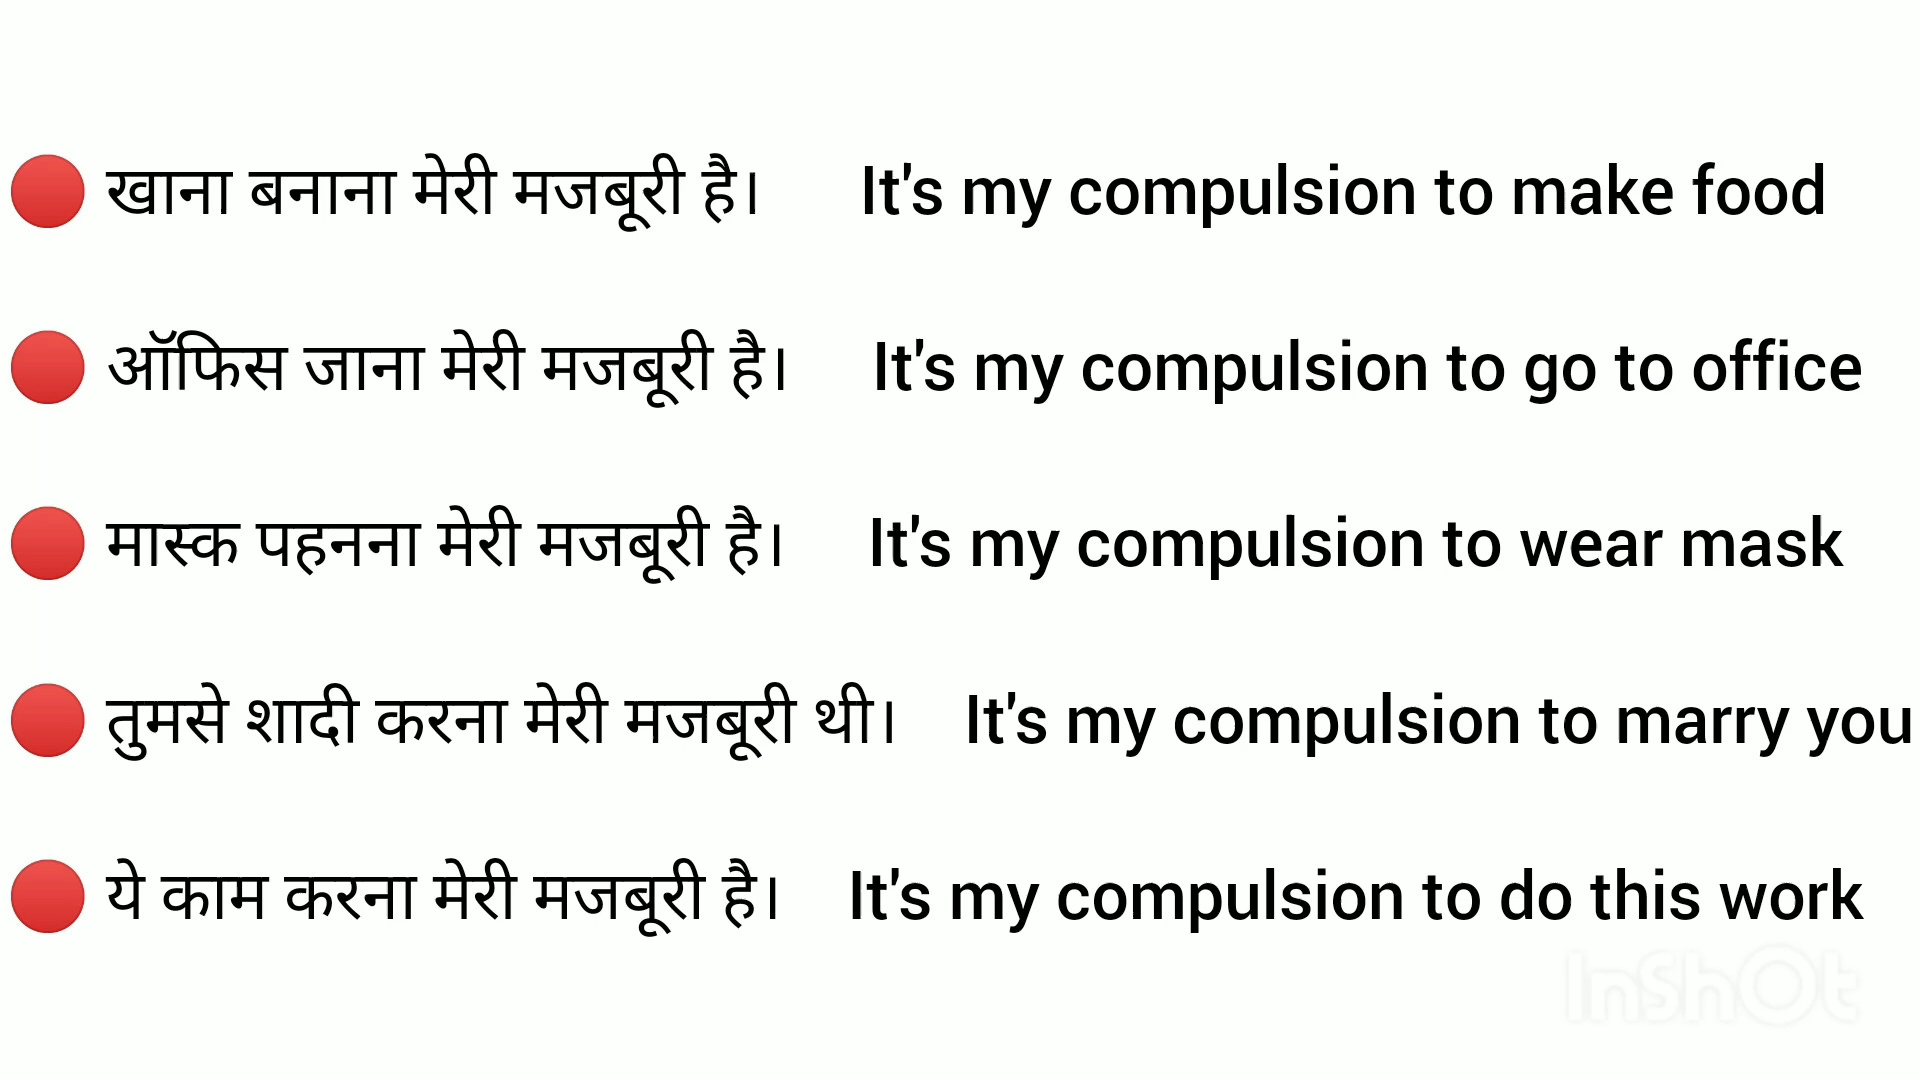 🔴 खाना बनाना मेरी मजबूरी है। It's my compulsion to make food
🔴 ऑफिस जाना मेरी मजबूरी है। It's my compulsion to go to office
🔴 मास्क पहनना मेरी मजबूरी है। It's my compulsion to wear mask
🔴 तुमसे शादी करना मेरी मजबूरी थी। It's my compulsion to marry you
🔴 ये काम करना मेरी मजबूरी है। It's my compulsion to do this work
InShOt